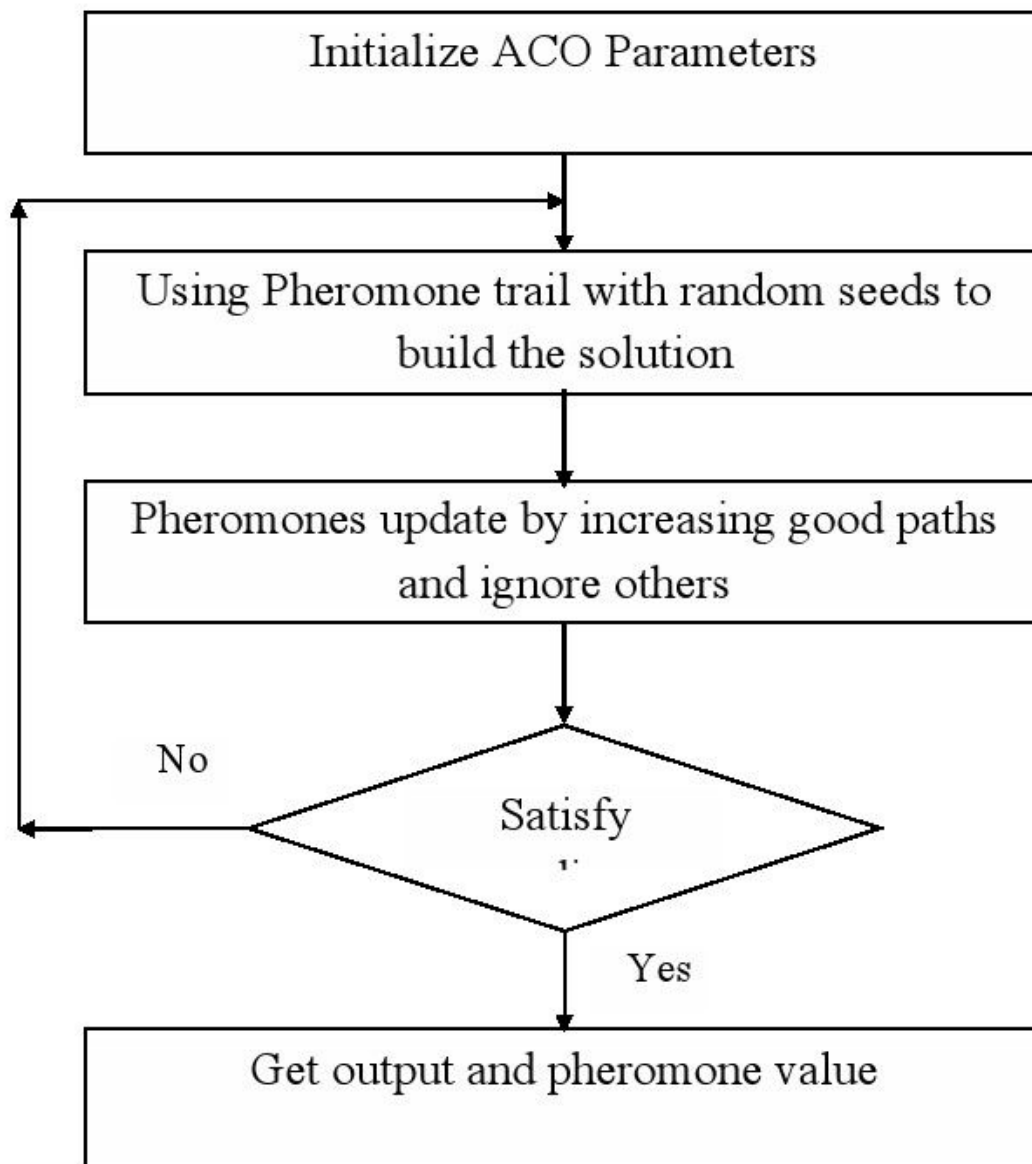 Initialize ACO Parameters
Using Pheromone trail with random seeds to
build the solution
Pheromones update by increasing good paths
and ignore others
No
Satisfy
Yes
Get output and pheromone value